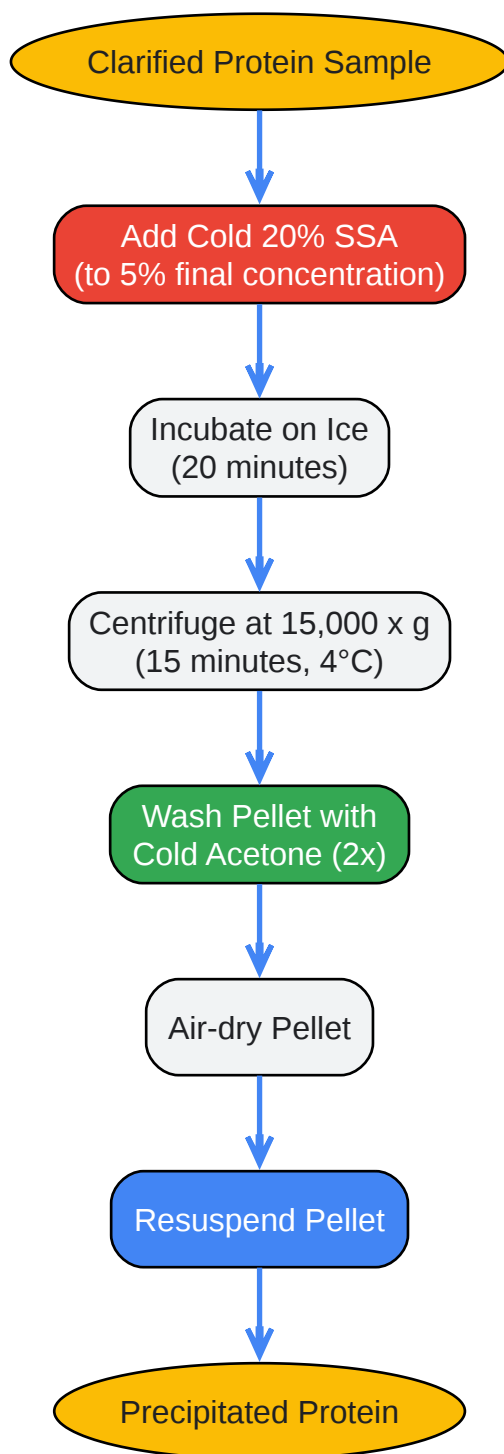 Clarified Protein Sample
Add Cold 20% SSA
(to 5% final concentration)
Incubate on Ice
(20 minutes)
Centrifuge at 15,000 x g
(15 minutes, 4°C)
Wash Pellet with
Cold Acetone (2x)
Air-dry Pellet
Resuspend Pellet
Precipitated Protein